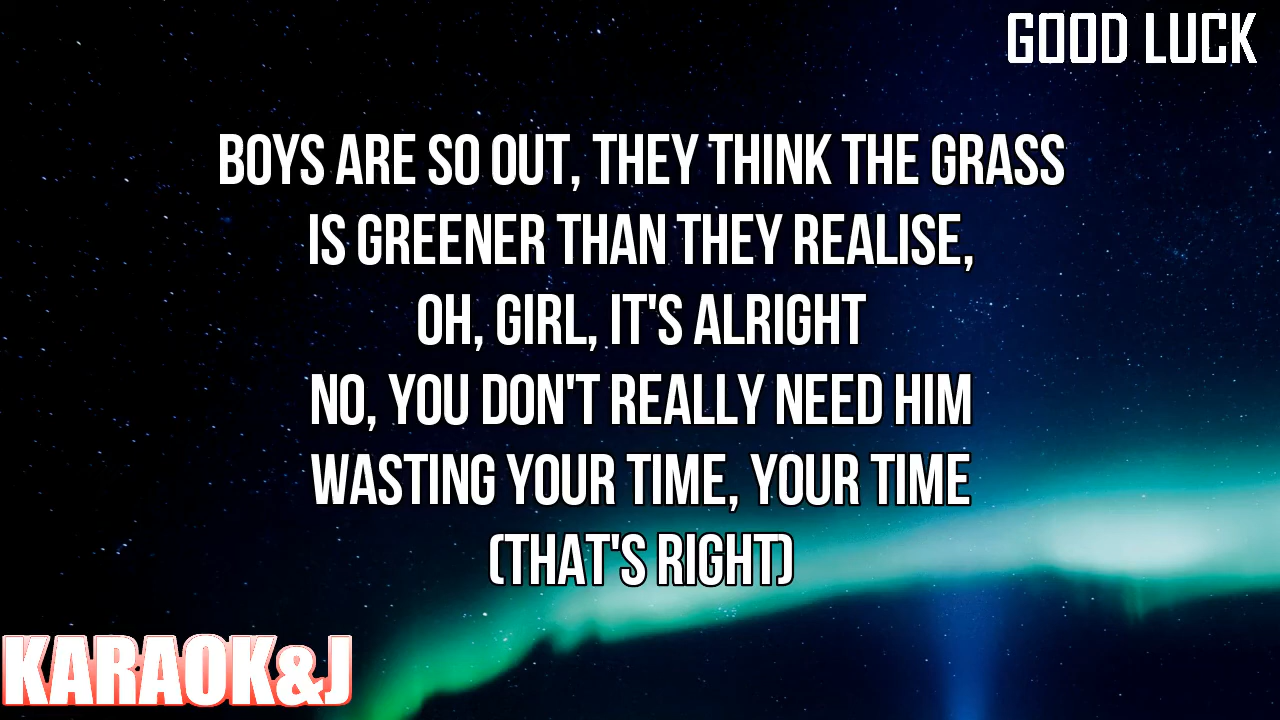 GOOD LUCK
BOYS ARE SO OUT, THEY THINK THE GRASS
IS GREENER THAN THEY REALISE,
OH, GIRL, IT'S ALRIGHT
NO, YOU DON'T REALLY NEED HIM
WASTING YOUR TIME, YOUR TIME
(THAT'S RIGHT)
KARAOK&J